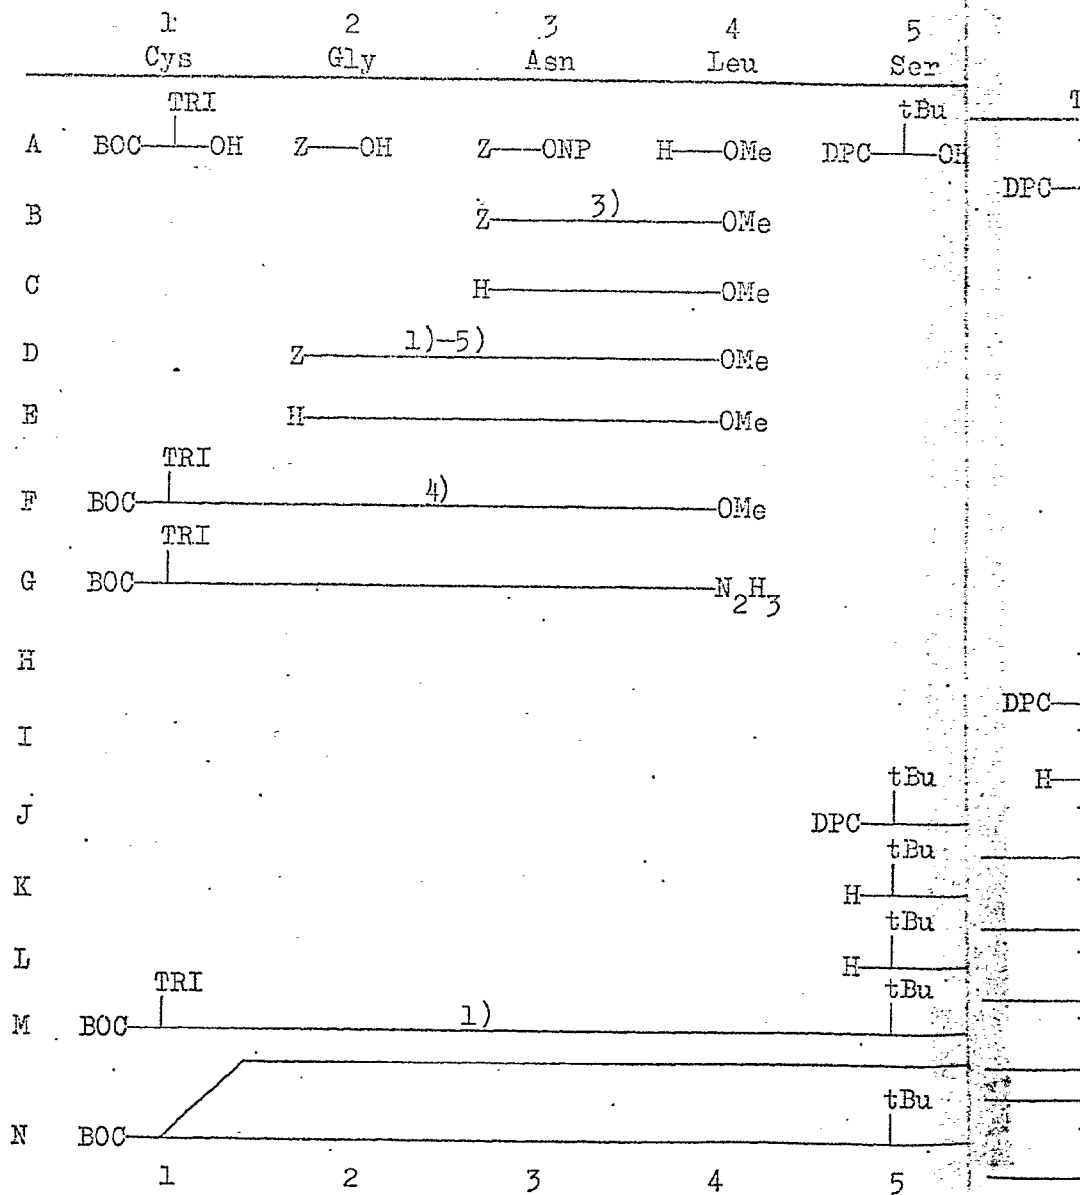 1 2 3 4 5
Cys Gly Asn Leu Ser
TRI tBu T
A BOC OH Z OH Z ONP H OMe DPC OH
DPC
B Z 3) OMe
C H OMe
D Z 1)-5) OMe
E H OMe
TRI
F BOC 4) OMe
TRI
G BOC N2H3
H
DPC
I
tBu H
J DPC
tBu
K H
tBu
L H
TRI tBu
M BOC 1)
tBu
N BOC
1 2 3 4 5